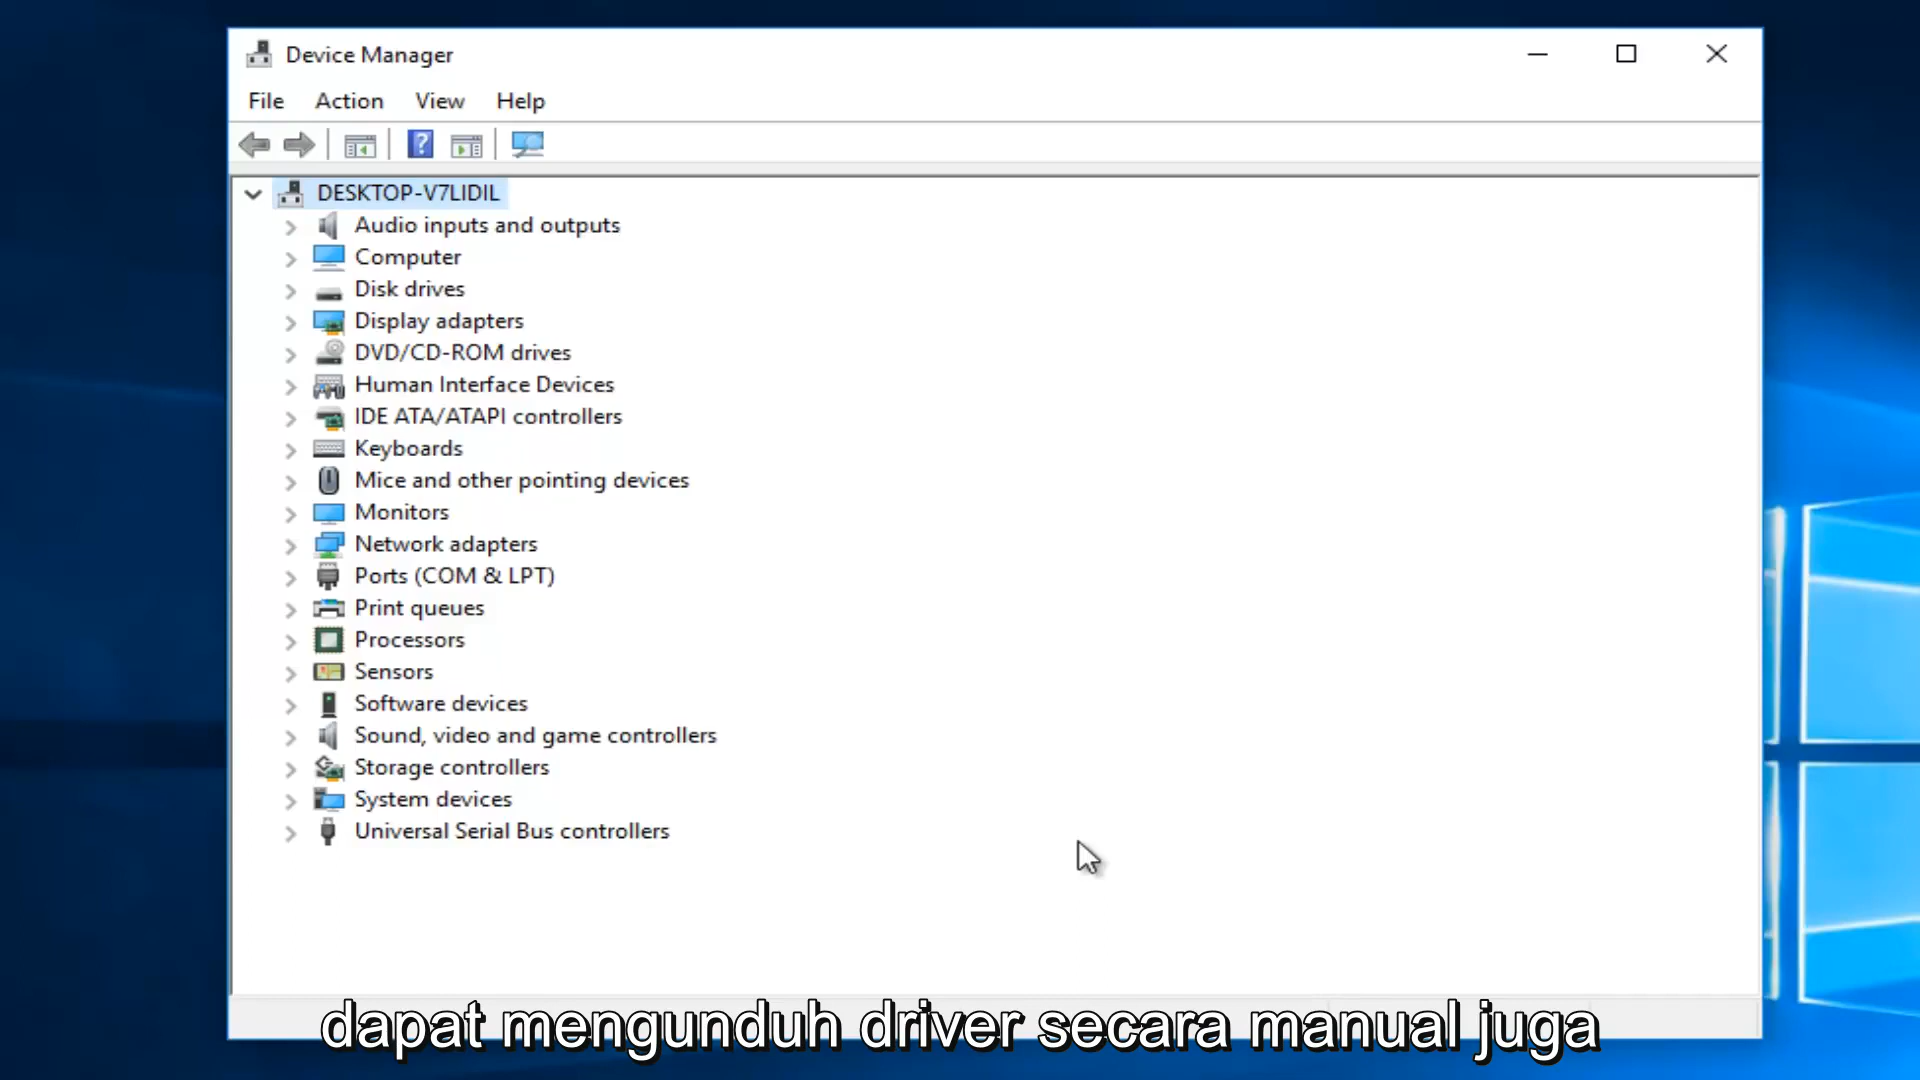 Device Manager
File Action View Help
DESKTOP-V7LIDIL
Audio inputs and outputs
Computer
Disk drives
Display adapters
DVD/CD-ROM drives
Human Interface Devices
IDE ATA/ATAPI controllers
Keyboards
Mice and other pointing devices
Monitors
Network adapters
Ports (COM & LPT)
Print queues
Processors
Sensors
Software devices
Sound, video and game controllers
Storage controllers
System devices
Universal Serial Bus controllers
dapat mengunduh driver secara manual juga